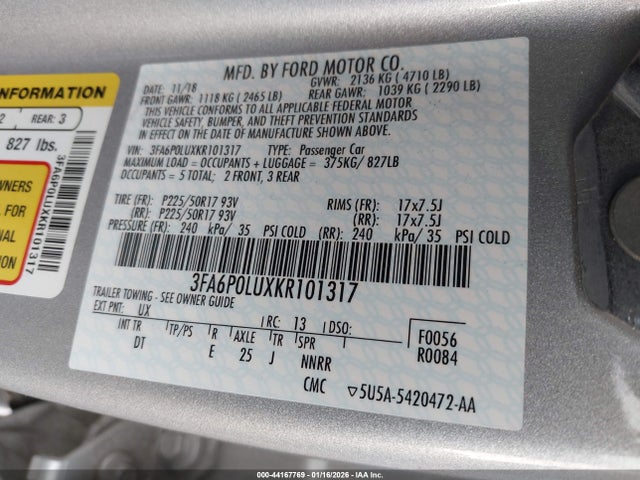 INFORMATION
2 REAR: 3
827 lbs.
OWNERS
L FOR
ONAL
3FA6P0LUXKR101317
MFD. BY FORD MOTOR CO.
DATE: 11/18 GVWR: 2136 KG ( 4710 LB)
FRONT GAWR: 1118 KG ( 2465 LB) REAR GAWR: 1039 KG ( 2290 LB)
THIS VEHICLE CONFORMS TO ALL APPLICABLE FEDERAL MOTOR
VEHICLE SAFETY, BUMPER, AND THEFT PREVENTION STANDARDS
IN EFFECT ON THE DATE OF MANUFACTURE SHOWN ABOVE.
VIN: 3FA6P0LUXKR101317 TYPE: Passenger Car
MAXIMUM LOAD = OCCUPANTS + LUGGAGE = 375KG/ 827LB
OCCUPANTS = 5 TOTAL; 2 FRONT, 3 REAR
TIRE (FR): P225/50R17 93V RIMS (FR): 17x7.5J
(RR): P225/50R17 93V (RR): 17x7.5J
PRESSURE (FR): 240 kPa/ 35 PSI COLD (RR): 240 kPa/ 35 PSI COLD
3FA6P0LUXKR101317
TRAILER TOWING - SEE OWNER GUIDE
EXT PNT: UX RC: 13 DSO: F0056
INT TR TP/PS R AXLE TR SPR R0084
DT E 25 J NNRR
CMC ▽5U5A-5420472-AA
000-44167769 - 01/16/2026 - IAA Inc.